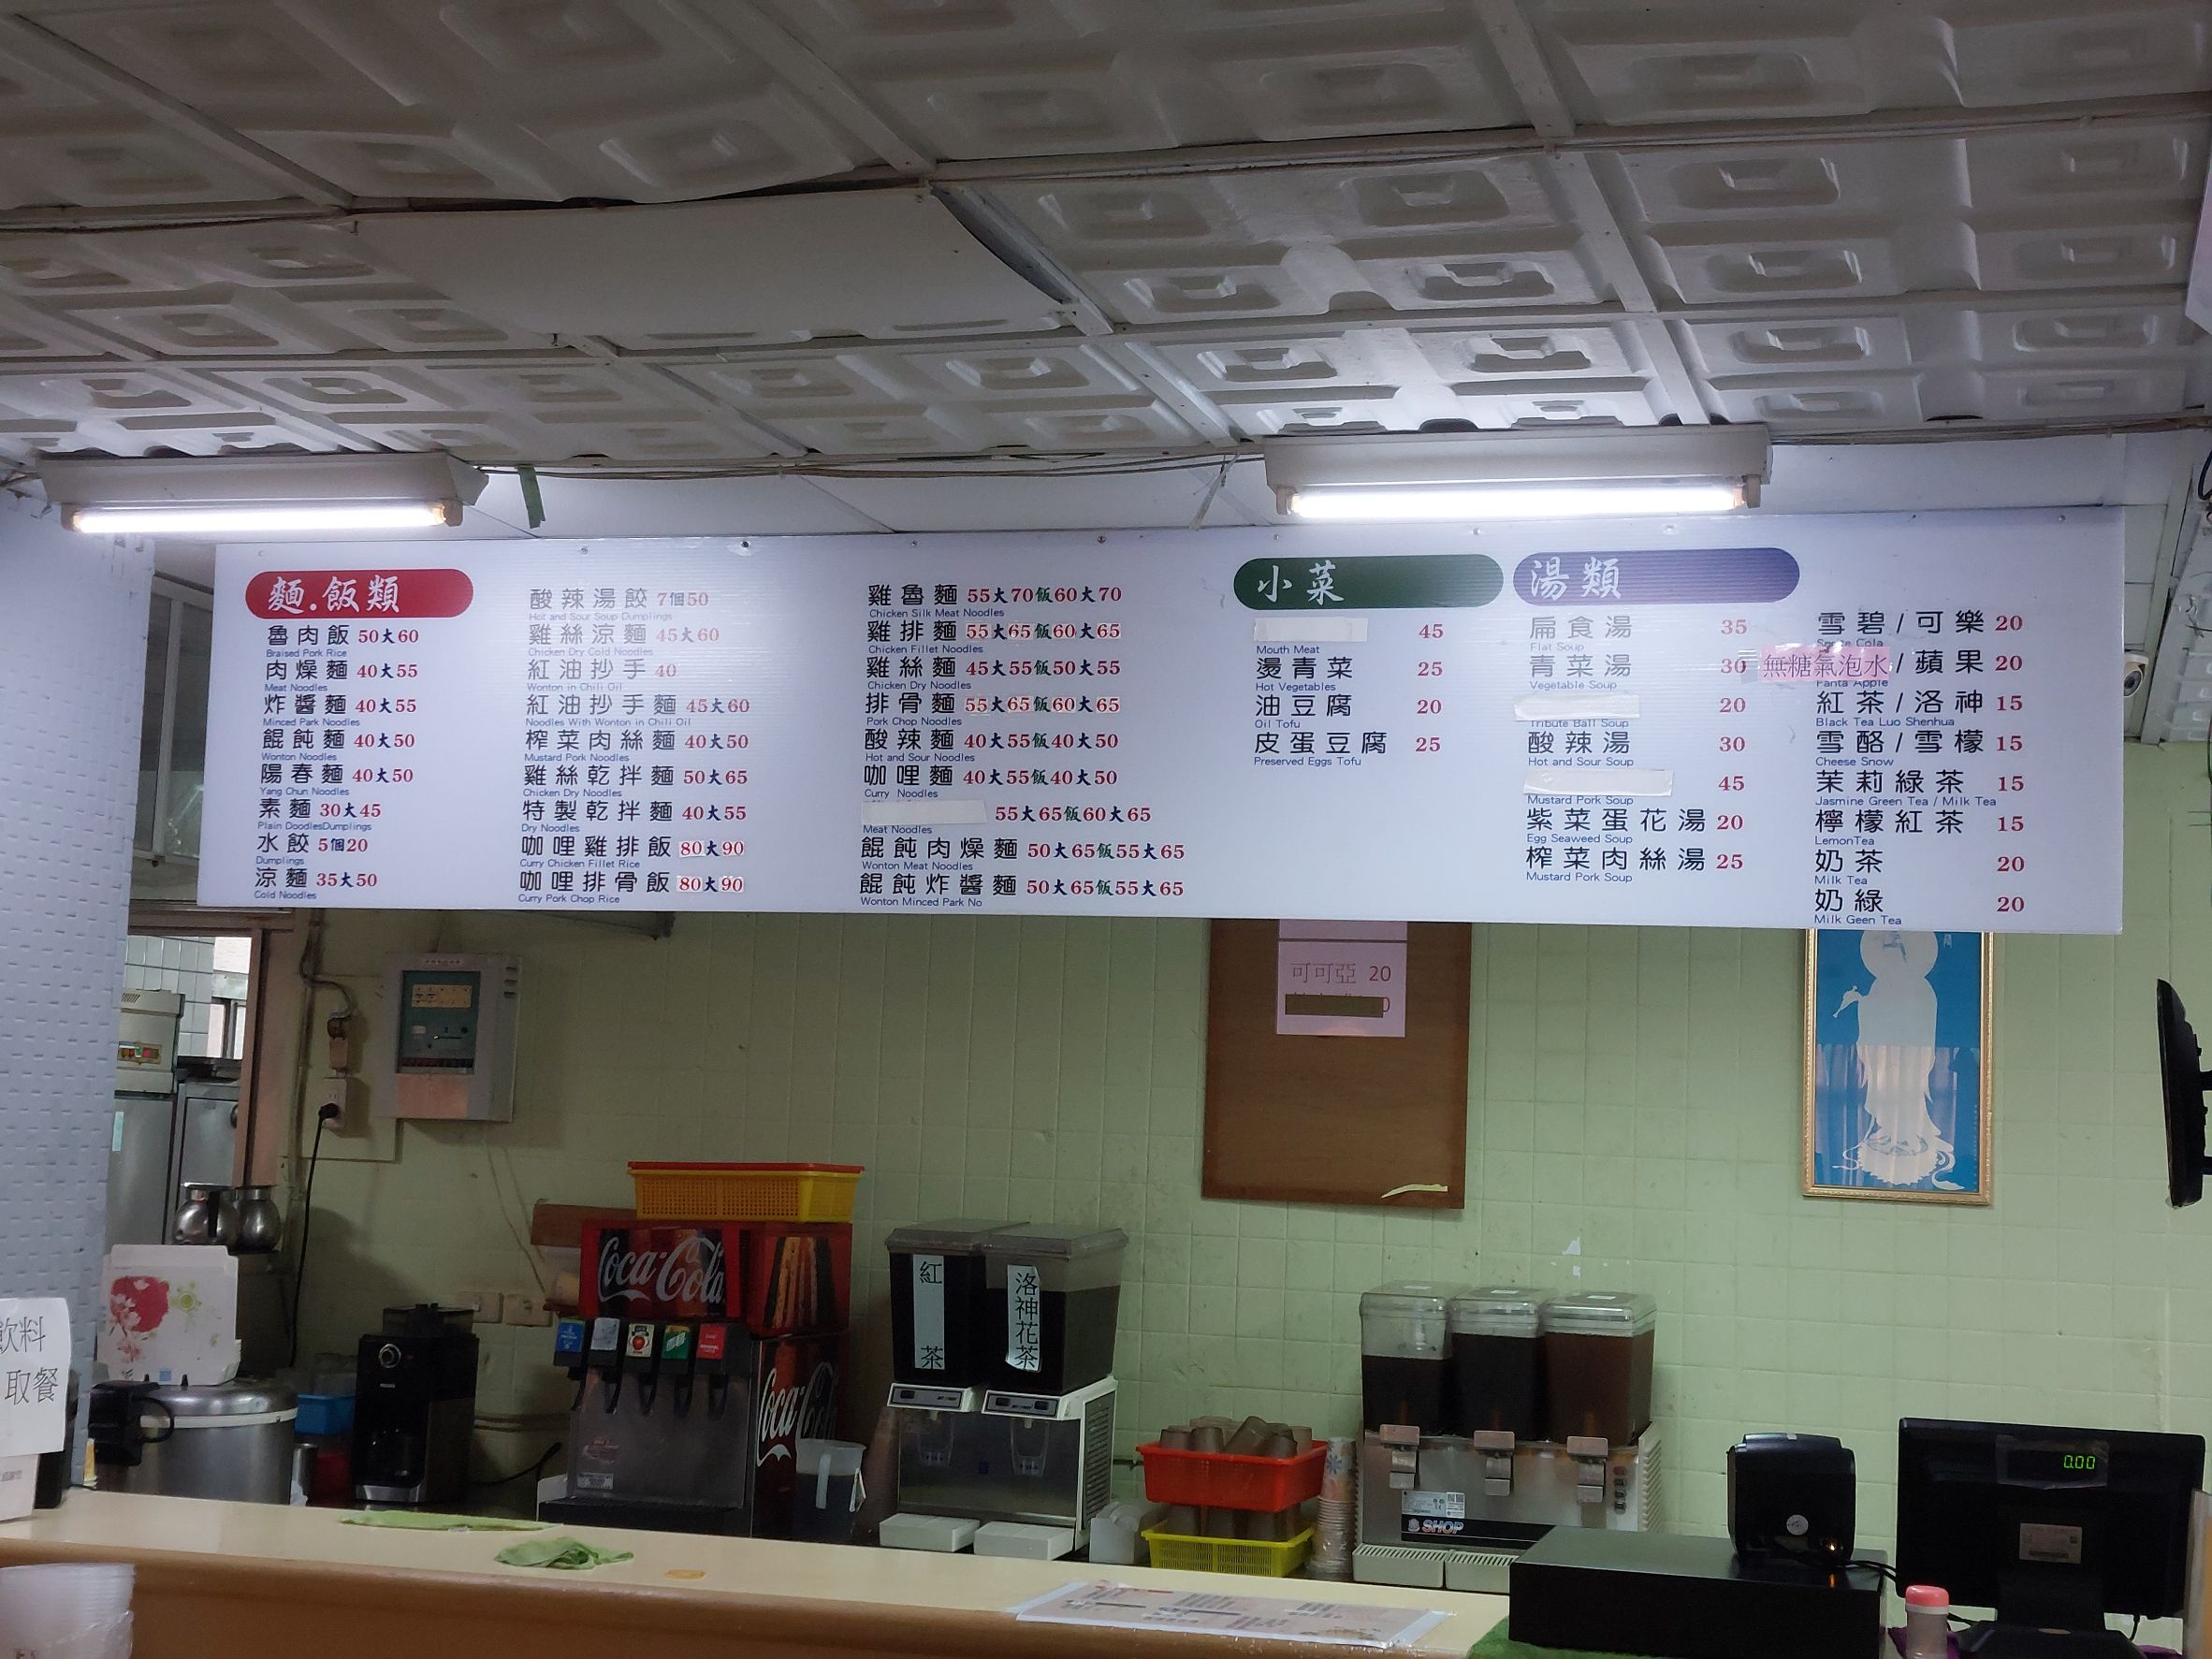 麵.飯類
魯肉飯 50大60
Braised Pork Rice
肉燥麵 40大55
Meat Noodles
炸醬麵 40大55
Minced Park Noodles
餛飩麵 40大50
Wonton Noodles
陽春麵 40大50
Yang Chun Noodles
素麵 30大45
Plain DoodlesDumplings
水餃 5個20
Dumplings
涼麵 35大50
Cold Noodles
酸辣湯餃 7個50
Hot and Sour Soup Dumplings
雞絲涼麵 45大60
Chicken Dry Cold Noodles
紅油抄手 40
Wonton in Chili Oil
紅油抄手麵 45大60
Noodles With Wonton in Chili Oil
榨菜肉絲麵 40大50
Mustard Pork Noodles
雞絲乾拌麵 50大65
Chicken Dry Noodles
特製乾拌麵 40大55
Dry Noodles
咖哩雞排飯 80大90
Curry Chicken Fillet Rice
咖哩排骨飯 80大90
Curry Pork Chop Rice
雞魯麵 55大70飯60大70
Chicken Silk Meat Noodles
雞排麵 55大65飯60大65
Chicken Fillet Noodles
雞絲麵 45大55飯50大55
Chicken Dry Noodles
排骨麵 55大65飯60大65
Pork Chop Noodles
酸辣麵 40大55飯40大50
Hot and Sour Noodles
咖哩麵 40大55飯40大50
Curry Noodles
55大65飯60大65
Meat Noodles
餛飩肉燥麵 50大65飯55大65
Wonton Meat Noodles
餛飩炸醬麵 50大65飯55大65
Wonton Minced Park No
小菜
45
Mouth Meat
燙青菜 25
Hot Vegetables
油豆腐 20
Oil Tofu
皮蛋豆腐 25
Preserved Eggs Tofu
湯類
扁食湯 35
Flat Soup
青菜湯 30
Vegetable Soup
20
Tribute Ball Soup
酸辣湯 30
Hot and Sour Soup
45
Mustard Pork Soup
紫菜蛋花湯 20
Egg Seaweed Soup
榨菜肉絲湯 25
Mustard Pork Soup
雪碧/可樂 20
Cola
無糖氣泡水/蘋果 20
Fanta Apple
紅茶/洛神 15
Black Tea Luo Shenhua
雪酪/雪檬 15
Cheese Snow
茉莉綠茶 15
Jasmine Green Tea / Milk Tea
檸檬紅茶 15
LemonTea
奶茶 20
Milk Tea
奶綠 20
Milk Geen Tea
可可亞 20
Coca-Cola
Coca-Cola
紅茶
洛神花茶
飲料
取餐
SHOP
0.00